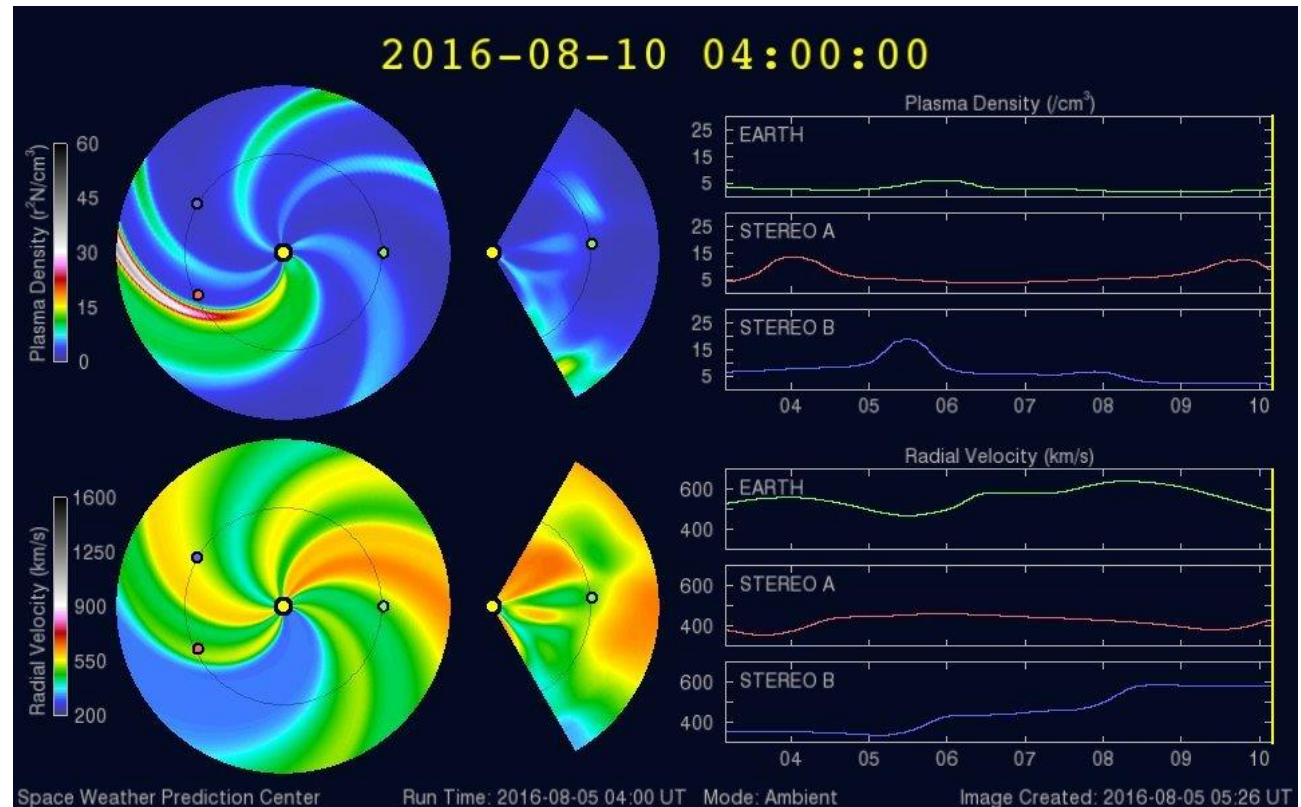 2016-08-10 04:00:00
Plasma Density (r²N/cm³)
60
45
30
15
0
Plasma Density (/cm³)
EARTH
25
15
5
STEREO A
25
15
5
STEREO B
25
15
5
04 05 06 07 08 09 10
Radial Velocity (km/s)
1600
1250
900
550
200
Radial Velocity (km/s)
EARTH
600
400
STEREO A
600
400
STEREO B
600
400
04 05 06 07 08 09 10
Space Weather Prediction Center Run Time: 2016-08-05 04:00 UT Mode: Ambient Image Created: 2016-08-05 05:26 UT